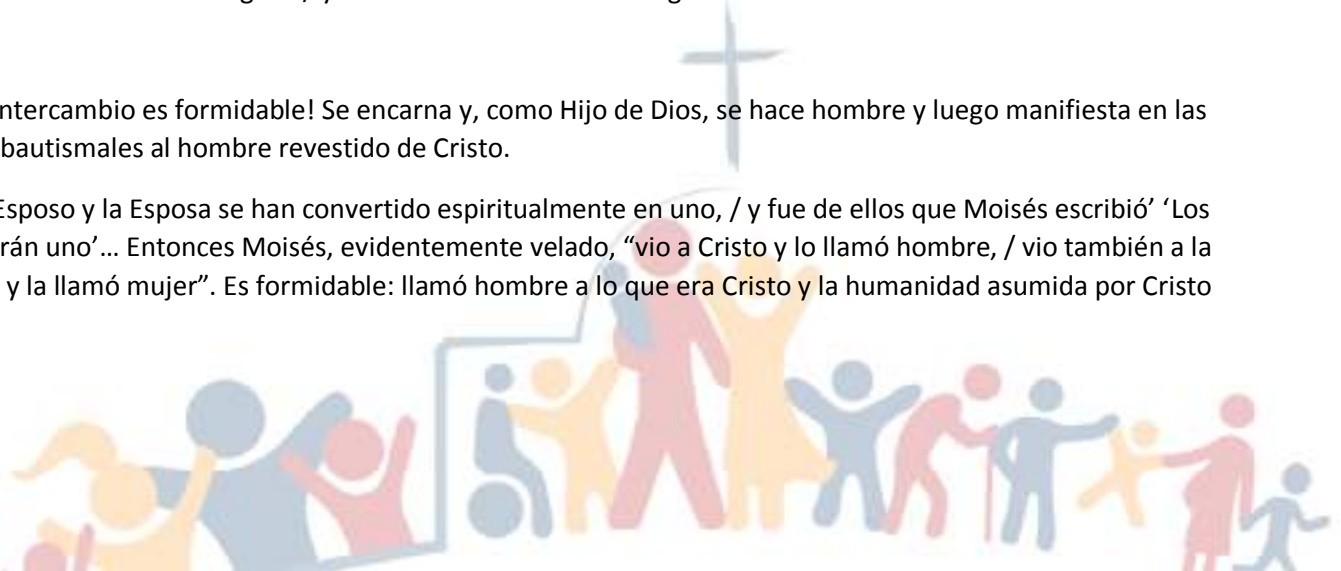 intercambio es formidable! Se encarna y, como Hijo de Dios, se hace hombre y luego manifiesta en las
bautismales al hombre revestido de Cristo.
Esposo y la Esposa se han convertido espiritualmente en uno, / y fue de ellos que Moisés escribió’ ‘Los
rán uno’… Entonces Moisés, evidentemente velado, “vio a Cristo y lo llamó hombre, / vio también a la
y la llamó mujer”. Es formidable: llamó hombre a lo que era Cristo y la humanidad asumida por Cristo